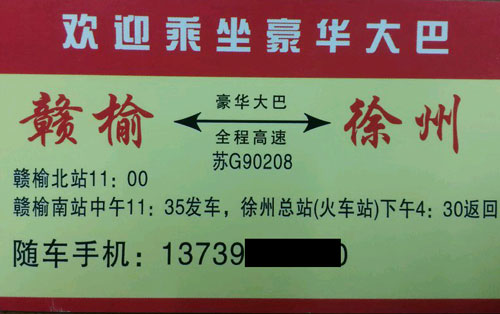 欢迎乘坐豪华大巴
赣榆 豪华大巴 徐州
全程高速
苏G90208
赣榆北站11：00
赣榆南站中午11：35发车，徐州总站(火车站)下午4：30返回
随车手机：13739 0